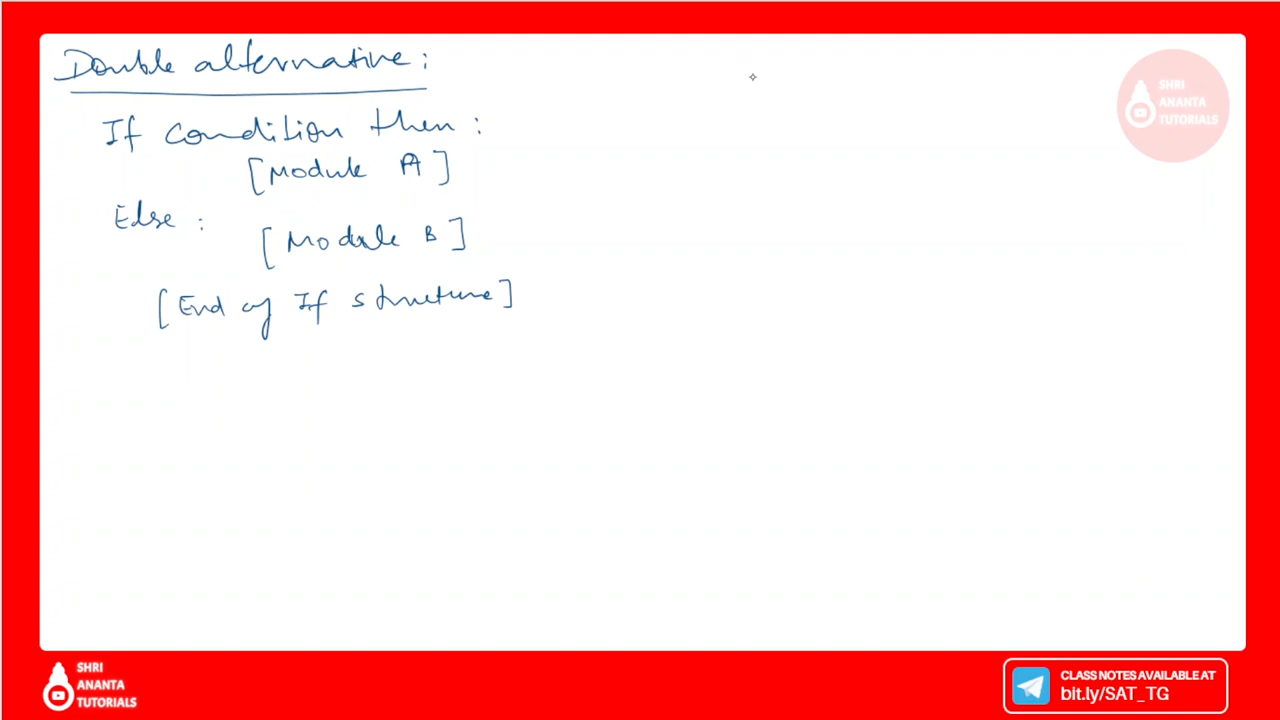 Double alternative :
If condition then :
[Module A]
Else :
[Module B]
[End of If structure]
SHRI
ANANTA
TUTORIALS
SHRI
ANANTA
TUTORIALS
CLASS NOTES AVAILABLE AT
bit.ly/SAT_TG